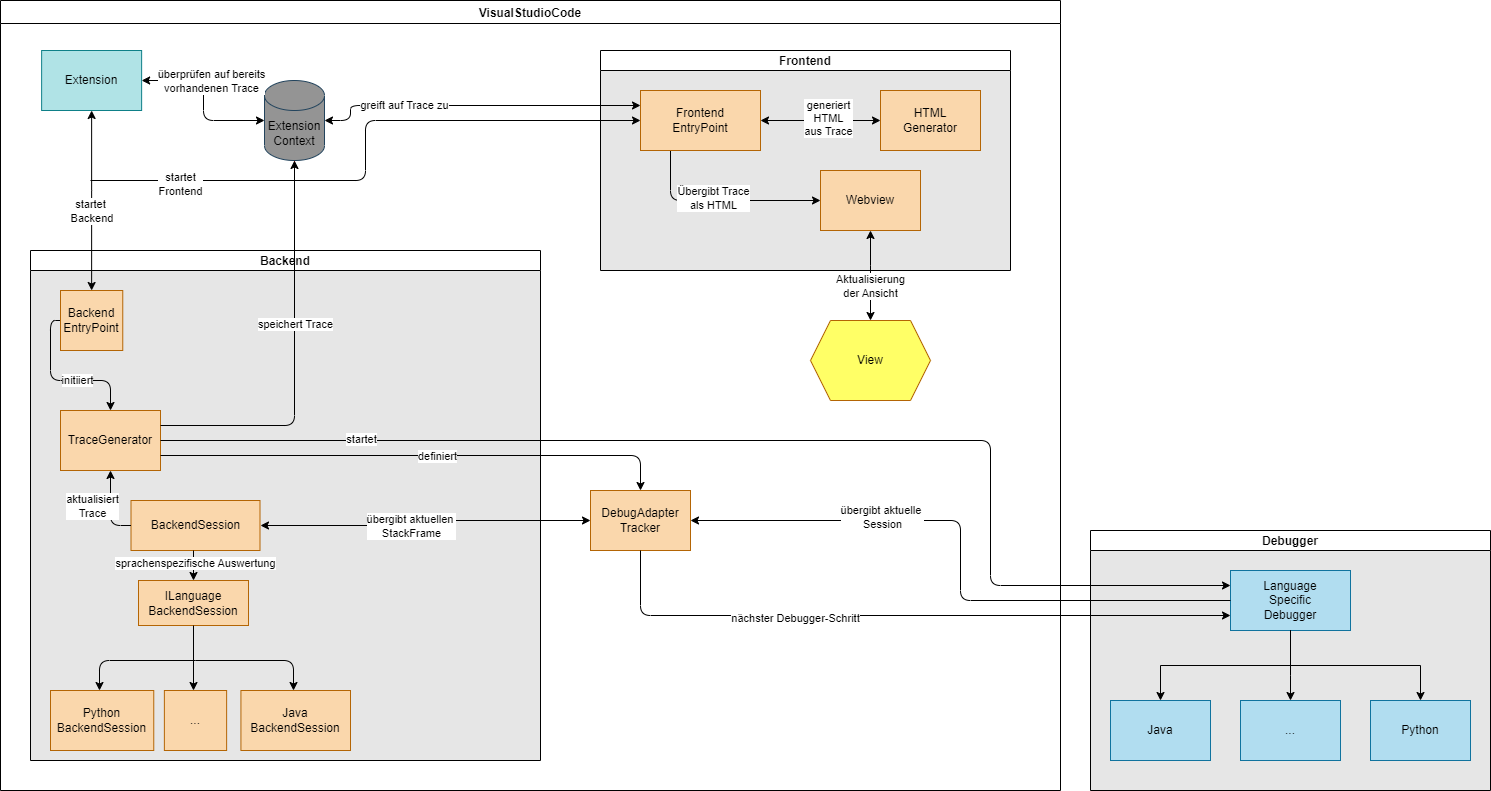 VisualStudioCode
Extension
überprüfen auf bereits
vorhandenen Trace
Extension
Context
greift auf Trace zu
startet
Frontend
startet
Backend
Frontend
Frontend
EntryPoint
generiert
HTML
aus Trace
HTML
Generator
Übergibt Trace
als HTML
Webview
Aktualisierung
der Ansicht
View
Backend
Backend
EntryPoint
speichert Trace
initiiert
TraceGenerator
startet
definiert
aktualisiert
Trace
BackendSession
übergibt aktuellen
StackFrame
DebugAdapter
Tracker
übergibt aktuelle
Session
sprachenspezifische Auswertung
ILanguage
BackendSession
nächster Debugger-Schritt
Python
BackendSession
...
Java
BackendSession
Debugger
Language
Specific
Debugger
Java
...
Python